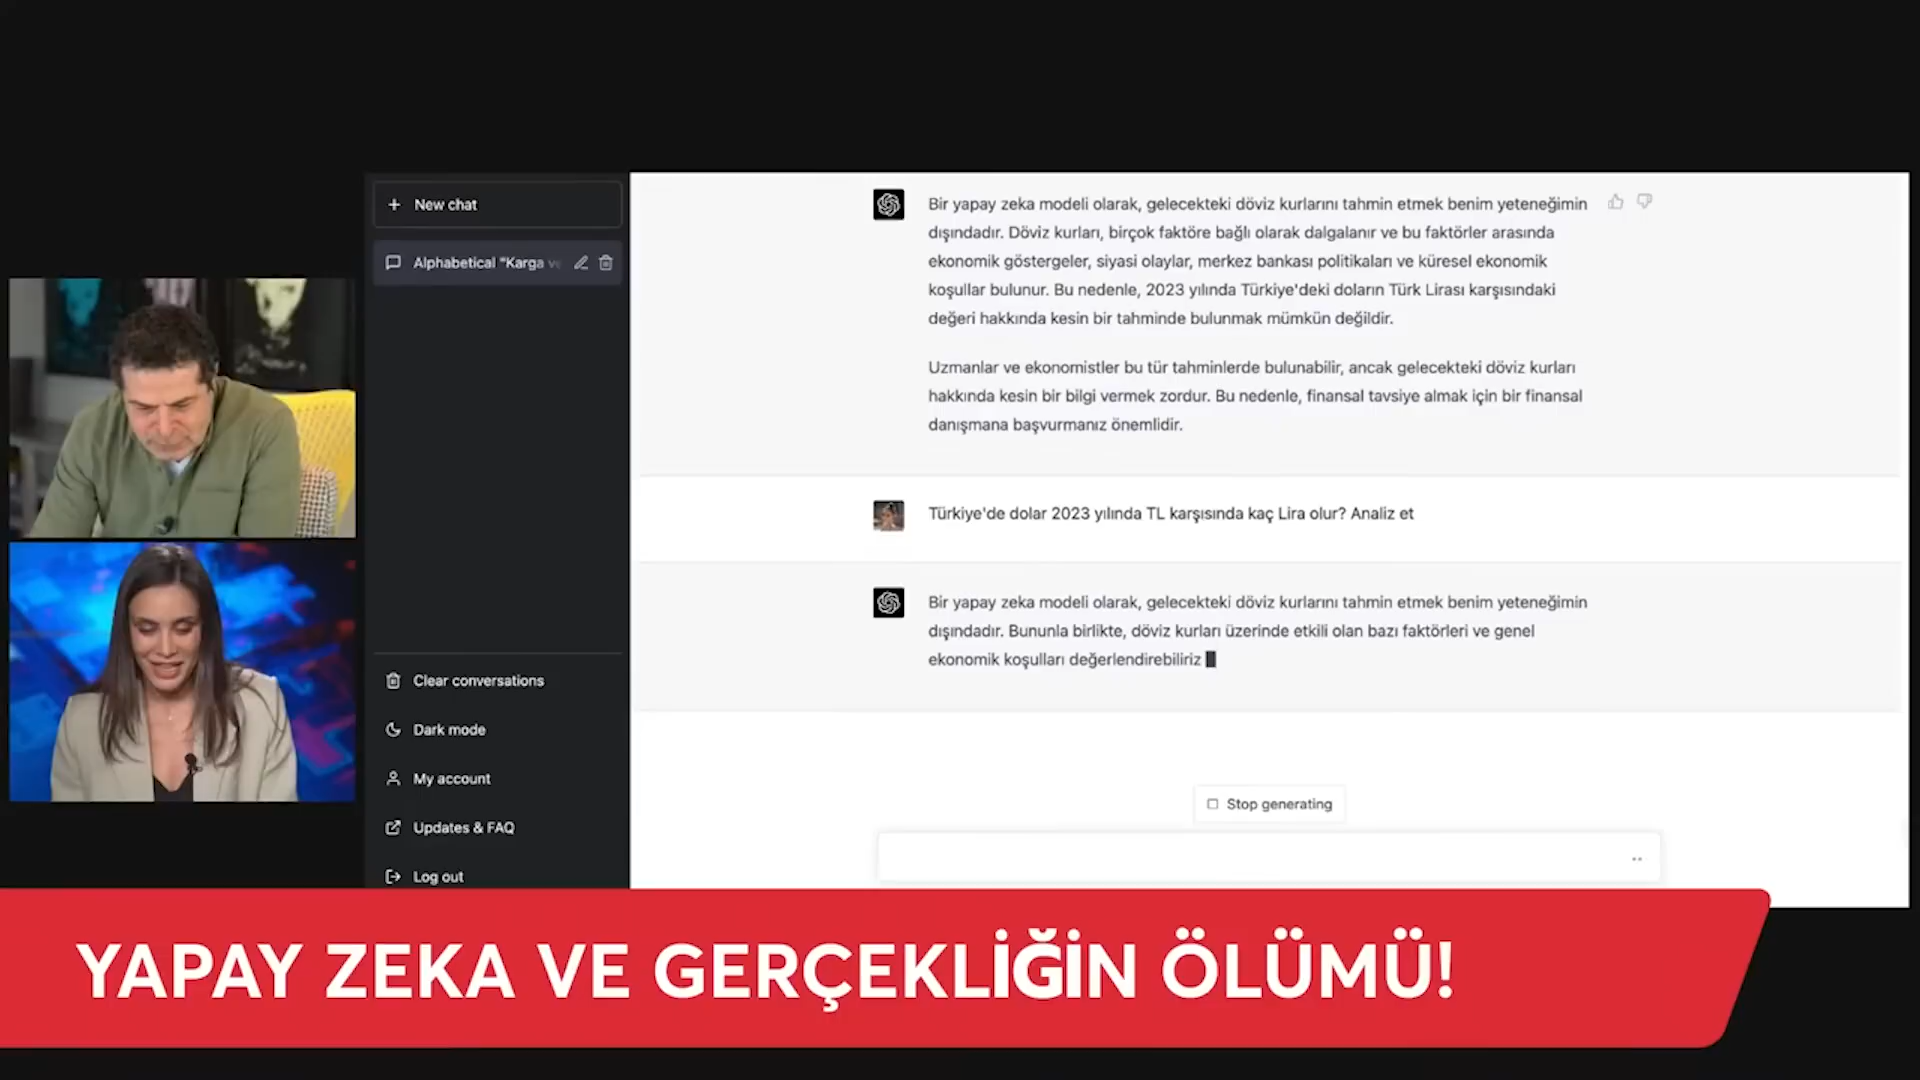 New chat
Alphabetical "Karga ve
Clear conversations
Dark mode
My account
Updates & FAQ
Log out
Bir yapay zeka modeli olarak, gelecekteki döviz kurlarını tahmin etmek benim yeteneğimin
dışındadır. Döviz kurları, birçok faktöre bağlı olarak dalgalanır ve bu faktörler arasında
ekonomik göstergeler, siyasi olaylar, merkez bankası politikaları ve küresel ekonomik
koşullar bulunur. Bu nedenle, 2023 yılında Türkiye'deki doların Türk Lirası karşısındaki
değeri hakkında kesin bir tahminde bulunmak mümkün değildir.
Uzmanlar ve ekonomistler bu tür tahminlerde bulunabilir, ancak gelecekteki döviz kurları
hakkında kesin bir bilgi vermek zordur. Bu nedenle, finansal tavsiye almak için bir finansal
danışmana başvurmanız önemlidir.
Türkiye'de dolar 2023 yılında TL karşısında kaç Lira olur? Analiz et
Bir yapay zeka modeli olarak, gelecekteki döviz kurlarını tahmin etmek benim yeteneğimin
dışındadır. Bununla birlikte, döviz kurları üzerinde etkili olan bazı faktörleri ve genel
ekonomik koşulları değerlendirebiliriz
Stop generating
YAPAY ZEKA VE GERÇEKLİĞİN ÖLÜMÜ!